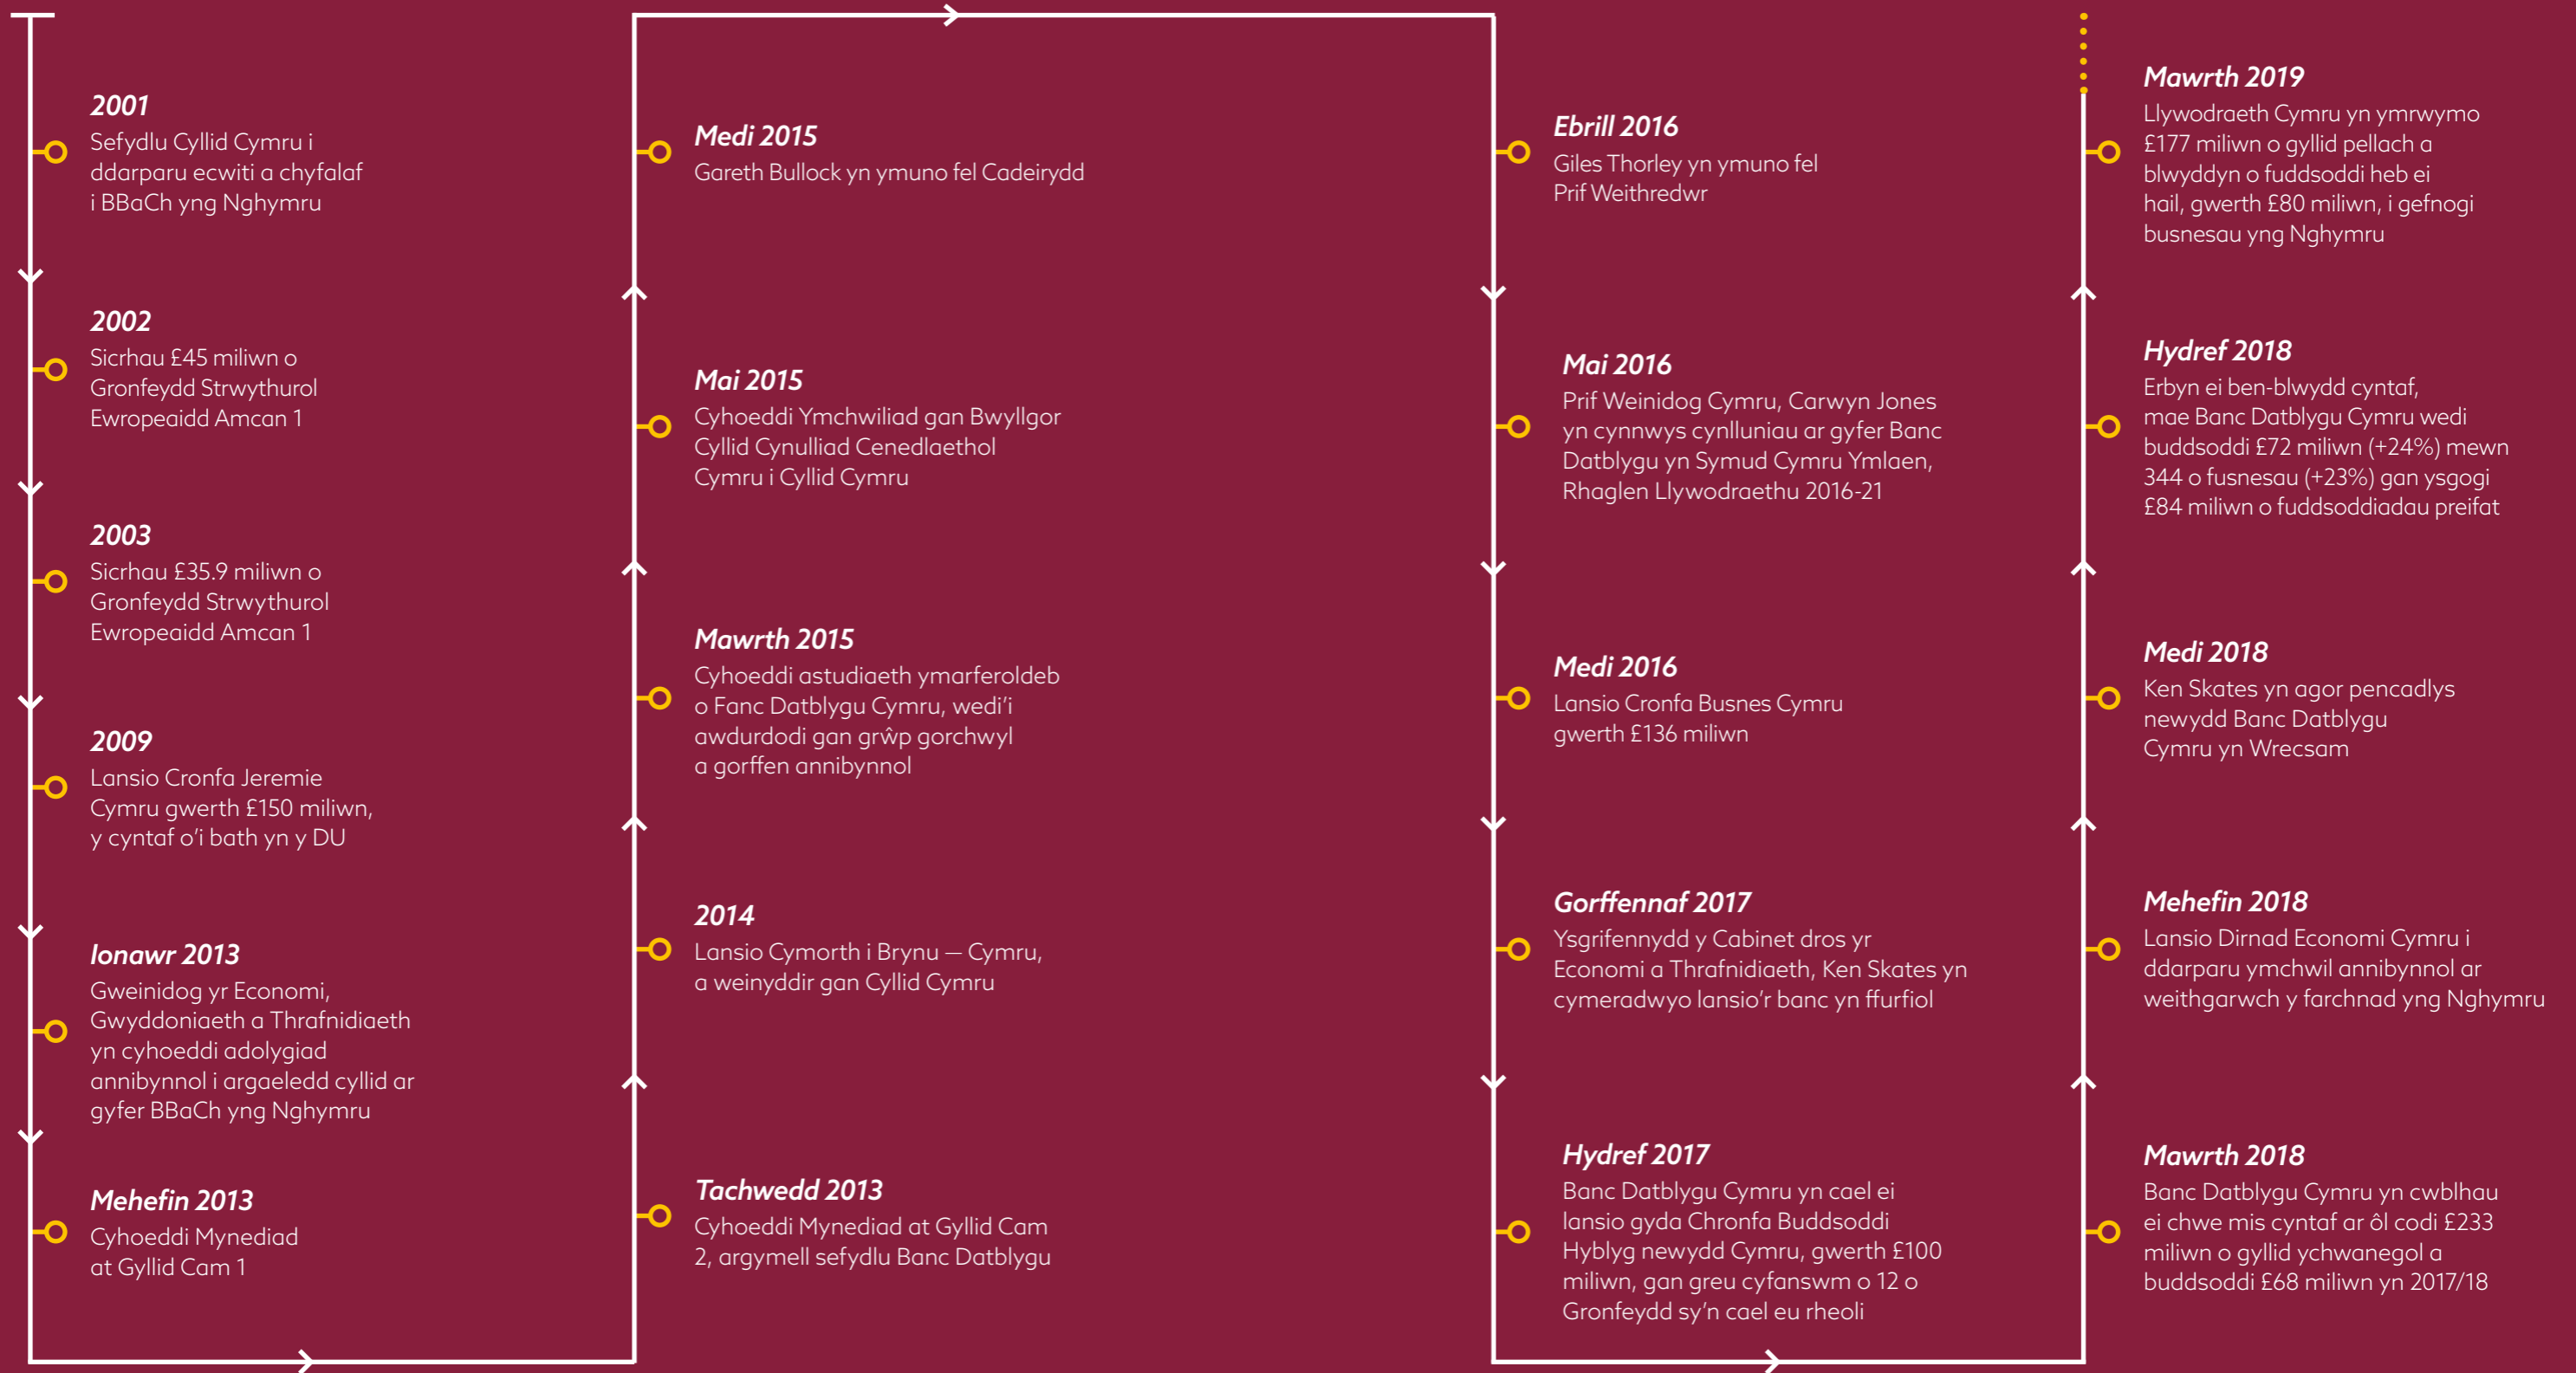 2001
Sefydlu Cyllid Cymru i
ddarparu ecwiti a chyfalaf
i BBaCh yng Nghymru
2002
Sicrhau £45 miliwn o
Gronfeydd Strwythurol
Ewropeaidd Amcan 1
2003
Sicrhau £35.9 miliwn o
Gronfeydd Strwythurol
Ewropeaidd Amcan 1
2009
Lansio Cronfa Jeremie
Cymru gwerth £150 miliwn,
y cyntaf o'i bath yn y DU
Ionawr 2013
Gweinidog yr Economi,
Gwyddoniaeth a Thrafnidiaeth
yn cyhoeddi adolygiad
annibynnol i argaeledd cyllid ar
gyfer BBaCh yng Nghymru
Mehefin 2013
Cyhoeddi Mynediad
at Gyllid Cam 1
Tachwedd 2013
Cyhoeddi Mynediad at Gyllid Cam
2, argymell sefydlu Banc Datblygu
2014
Lansio Cymorth i Brynu — Cymru,
a weinyddir gan Cyllid Cymru
Mawrth 2015
Cyhoeddi astudiaeth ymarferoldeb
o Fanc Datblygu Cymru, wedi'i
awdurdodi gan grŵp gorchwyl
a gorffen annibynnol
Mai 2015
Cyhoeddi Ymchwiliad gan Bwyllgor
Cyllid Cynulliad Cenedlaethol
Cymru i Cyllid Cymru
Medi 2015
Gareth Bullock yn ymuno fel Cadeirydd
Ebrill 2016
Giles Thorley yn ymuno fel
Prif Weithredwr
Mai 2016
Prif Weinidog Cymru, Carwyn Jones
yn cynnwys cynlluniau ar gyfer Banc
Datblygu yn Symud Cymru Ymlaen,
Rhaglen Llywodraethu 2016-21
Medi 2016
Lansio Cronfa Busnes Cymru
gwerth £136 miliwn
Gorffennaf 2017
Ysgrifennydd y Cabinet dros yr
Economi a Thrafnidiaeth, Ken Skates yn
cymeradwyo lansio'r banc yn ffurfiol
Hydref 2017
Banc Datblygu Cymru yn cael ei
lansio gyda Chronfa Buddsoddi
Hyblyg newydd Cymru, gwerth £100
miliwn, gan greu cyfanswm o 12 o
Gronfeydd sy'n cael eu rheoli
Mawrth 2018
Banc Datblygu Cymru yn cwblhau
ei chwe mis cyntaf ar ôl codi £233
miliwn o gyllid ychwanegol a
buddsoddi £68 miliwn yn 2017/18
Mehefin 2018
Lansio Dirnad Economi Cymru i
ddarparu ymchwil annibynnol ar
weithgarwch y farchnad yng Nghymru
Medi 2018
Ken Skates yn agor pencadlys
newydd Banc Datblygu
Cymru yn Wrecsam
Hydref 2018
Erbyn ei ben-blwydd cyntaf,
mae Banc Datblygu Cymru wedi
buddsoddi £72 miliwn (+24%) mewn
344 o fusnesau (+23%) gan ysgogi
£84 miliwn o fuddsoddiadau preifat
Mawrth 2019
Llywodraeth Cymru yn ymrwymo
£177 miliwn o gyllid pellach a
blwyddyn o fuddsoddi heb ei
hail, gwerth £80 miliwn, i gefnogi
busnesau yng Nghymru